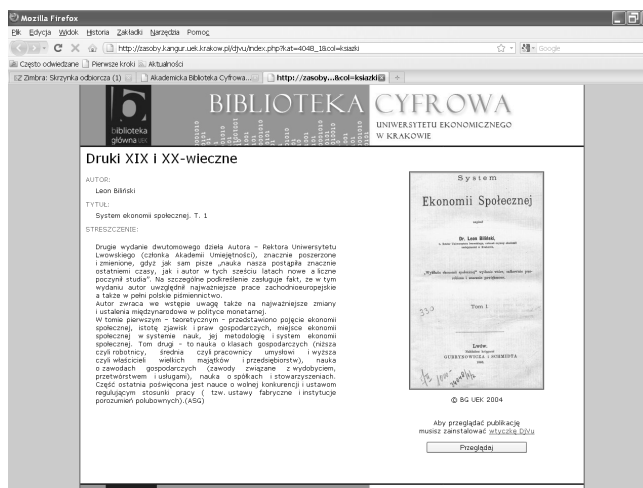 Mozilla Firefox
Plik Edycja Widok Historia Zakładki Narzędzia Pomoc
http://zasoby.kangur.uek.krakow.pl/djvu/index.php?kat=4048_1&col=ksiazki
Google
Często odwiedzane Pierwsze kroki Aktualności
Zimbra: Skrzynka odbiorcza (1) Akademicka Biblioteka Cyfrowa... http://zasoby...&col=ksiazki
BIBLIOTEKA CYFROWA
UNIWERSYTETU EKONOMICZNEGO
W KRAKOWIE
biblioteka
główna UEK
Druki XIX i XX-wieczne
AUTOR:
Leon Biliński
TYTUŁ:
System ekonomii społecznej. T. 1
STRESZCZENIE:
Drugie wydanie dwutomowego dzieła Autora – Rektora Uniwersytetu
Lwowskiego (członka Akademii Umiejętności), znacznie poszerzone
i zmienione, gdyż jak sam pisze „nauka nasza postąpiła znacznie
ostatniemi czasy, jak i autor w tych sześciu latach nowe a liczne
poczynił studia”. Na szczególne podkreślenie zasługuje fakt, że w tym
wydaniu autor uwzględnił najważniejsze prace zachodnioeuropejskie
a także w pełni polskie piśmiennictwo.
Autor zwraca we wstępie uwagę także na najważniejsze zmiany
i ustalenia międzynarodowe w polityce monetarnej.
W tomie pierwszym – teoretycznym – przedstawiono pojęcie ekonomii
społecznej, istotę zjawisk i praw gospodarczych, miejsce ekonomii
społecznej w systemie nauk, jej metodologię i system ekonomii
społecznej. Tom drugi – to nauka o klasach gospodarczych (niższa
czyli robotnicy, średnia czyli pracownicy umysłowi i wyższa
czyli właścicieli wielkich majątków i przedsiębiorstw), nauka
o zawodach gospodarczych (zawody związane z wydobyciem,
przetwórstwem i usługami), nauka o spółkach i stowarzyszeniach.
Część ostatnia poświęcona jest nauce o wolnej konkurencji i ustawom
regulującym stosunki pracy ( tzw. ustawy fabryczne i instytucje
porozumień polubownych).(ASG)
System
Ekonomii Społecznej
Dr. Leon Biliński,
Tom I
Lwów.
GUBRYNOWICZA i SCHMIDTA
© BG UEK 2004
Aby przeglądać publikację
musisz zainstalować wtyczkę DjVu
Przeglądaj